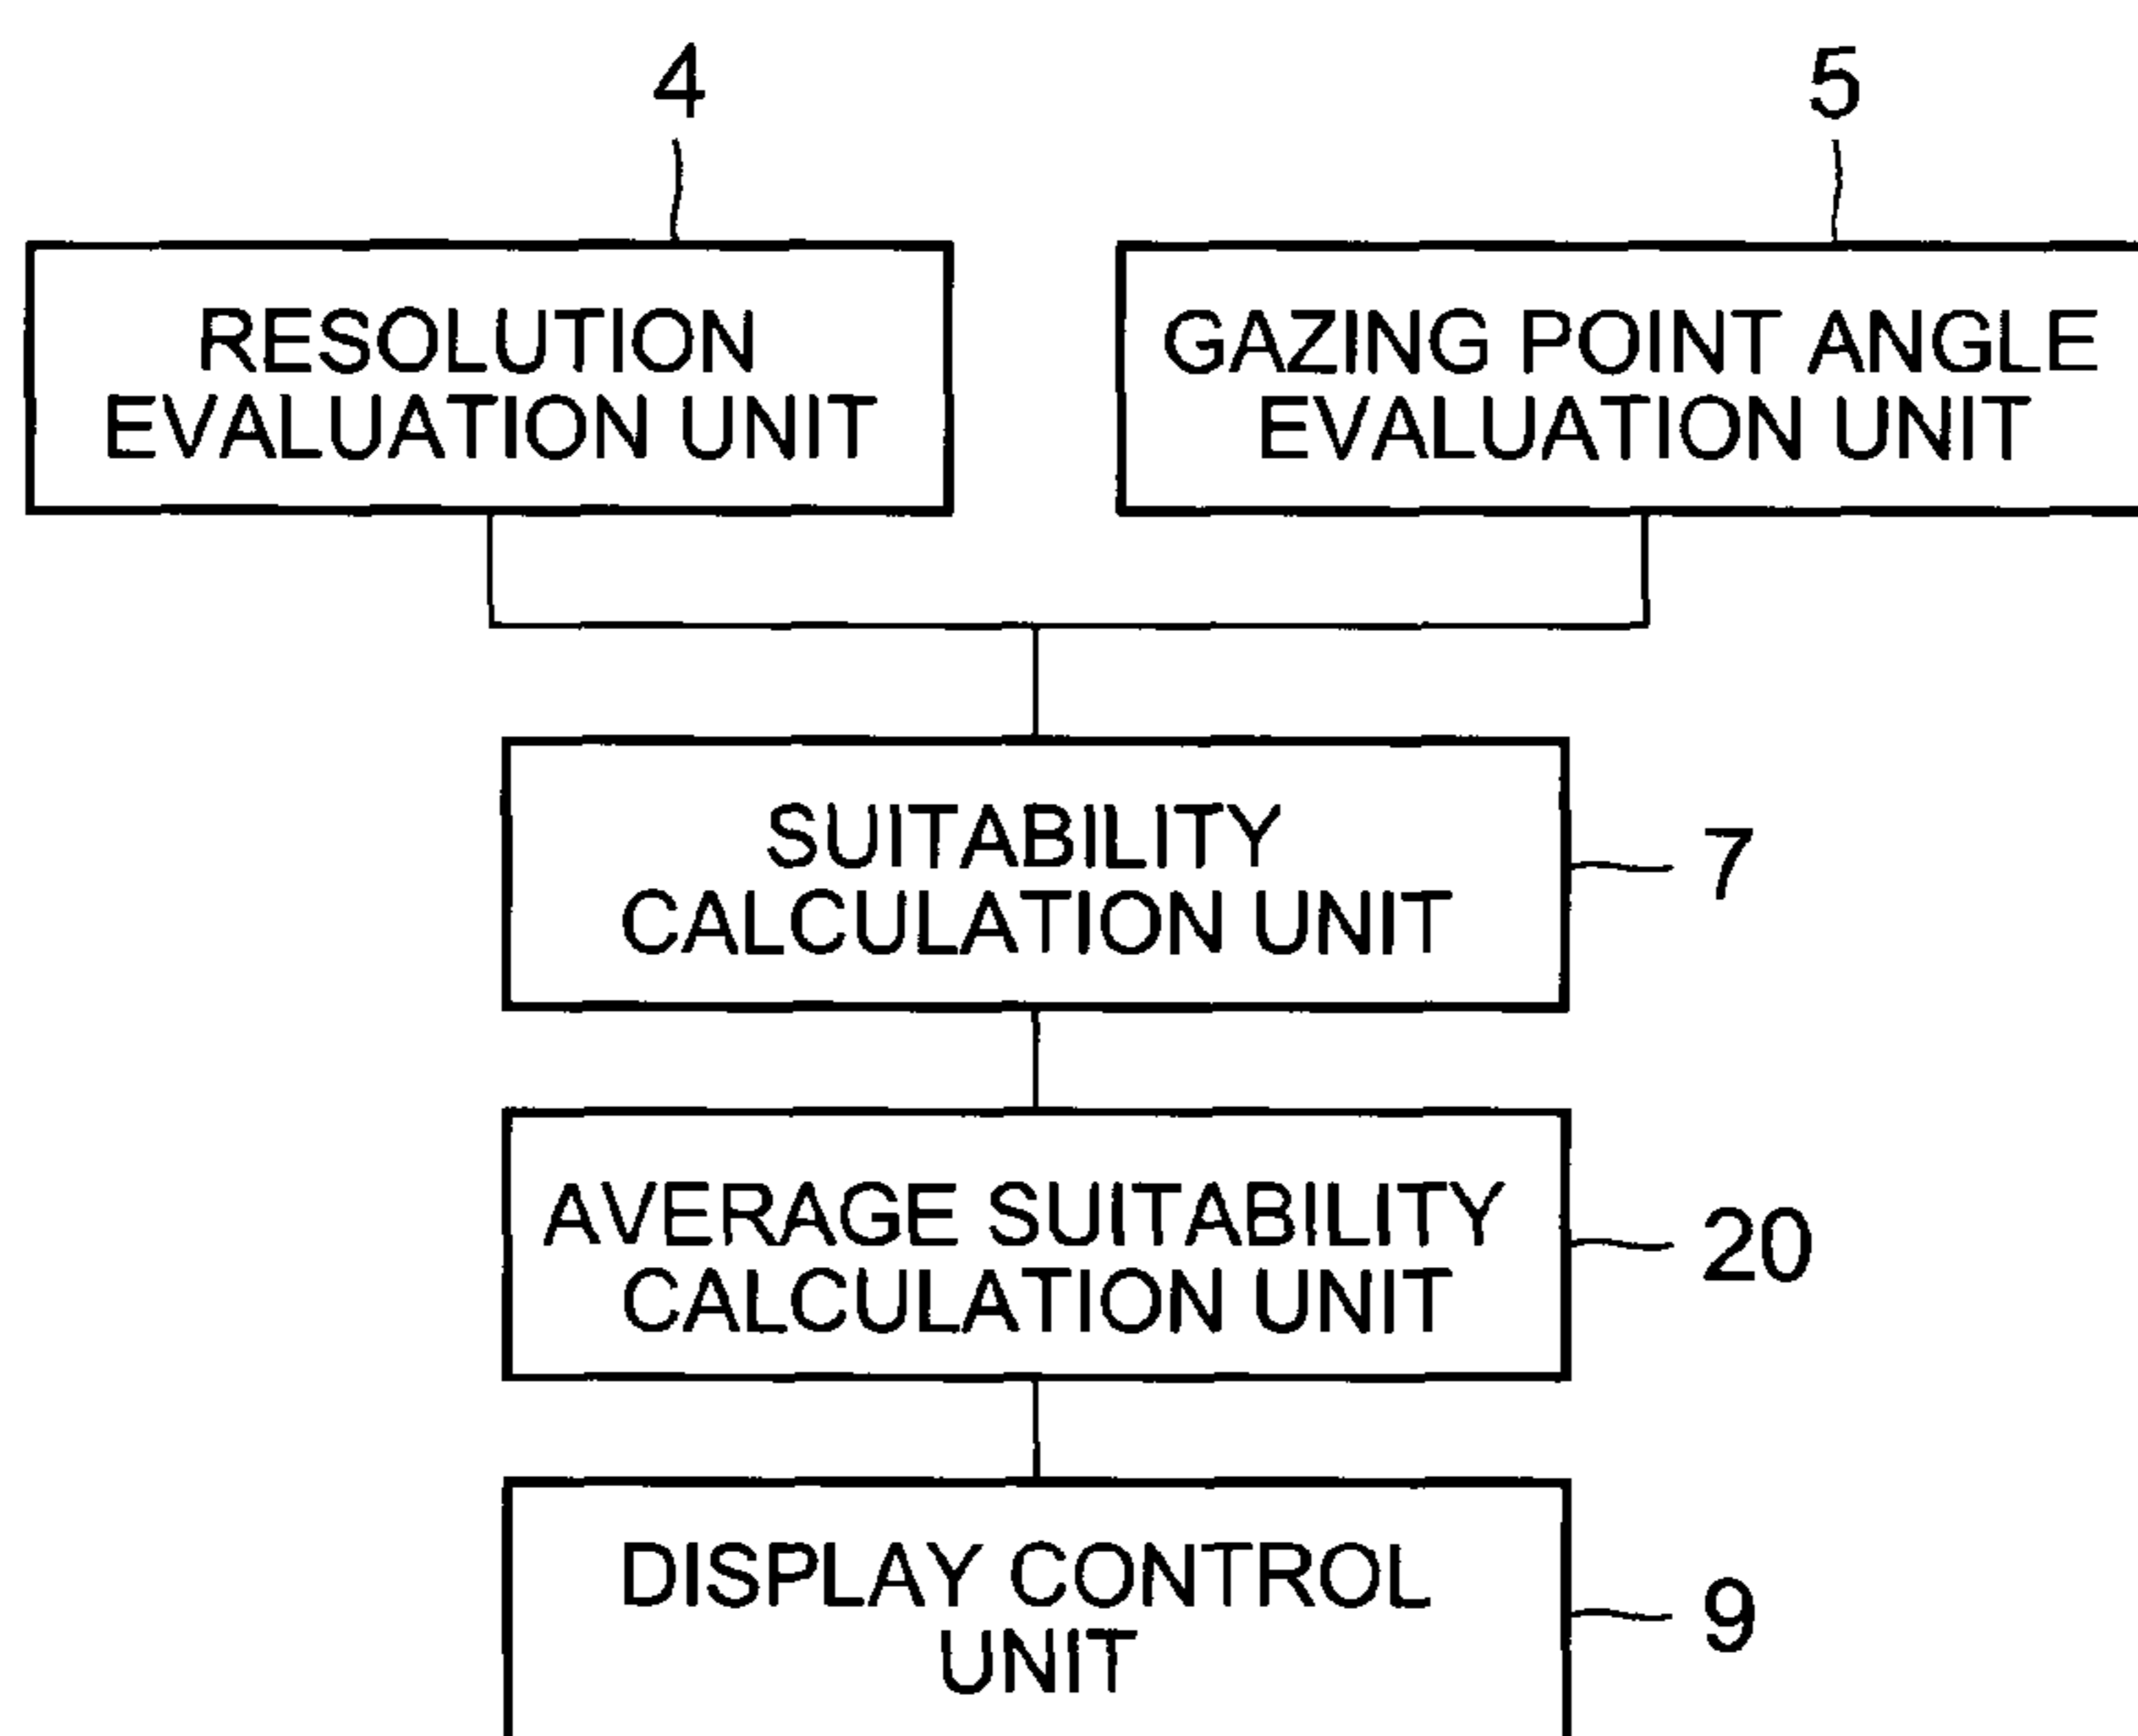 4
5
RESOLUTION
EVALUATION UNIT
GAZING POINT ANGLE
EVALUATION UNIT
SUITABILITY
CALCULATION UNIT
7
AVERAGE SUITABILITY
CALCULATION UNIT
20
DISPLAY CONTROL
UNIT
9